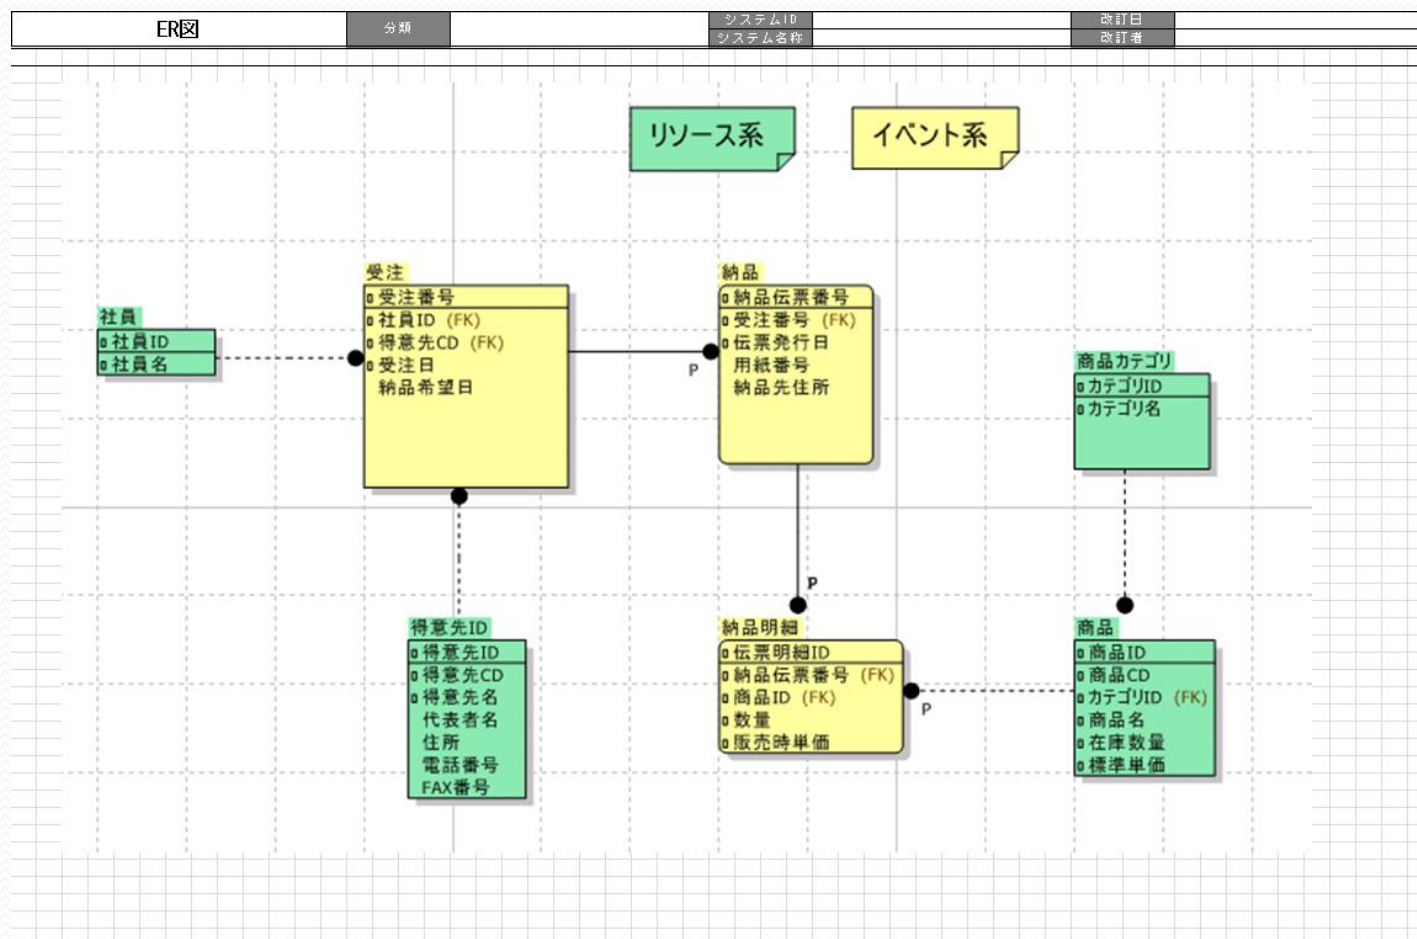 ER図
分類
システムID
システム名称
改訂日
改訂者
リソース系
イベント系
社員
社員ID
社員名
受注
受注番号
社員ID (FK)
得意先CD (FK)
受注日
納品希望日
P
納品
納品伝票番号
受注番号 (FK)
伝票発行日
用紙番号
納品先住所
商品カテゴリ
カテゴリID
カテゴリ名
得意先ID
得意先ID
得意先CD
得意先名
代表者名
住所
電話番号
FAX番号
P
納品明細
伝票明細ID
納品伝票番号 (FK)
商品ID (FK)
数量
販売時単価
P
商品
商品ID
商品CD
カテゴリID (FK)
商品名
在庫数量
標準単価